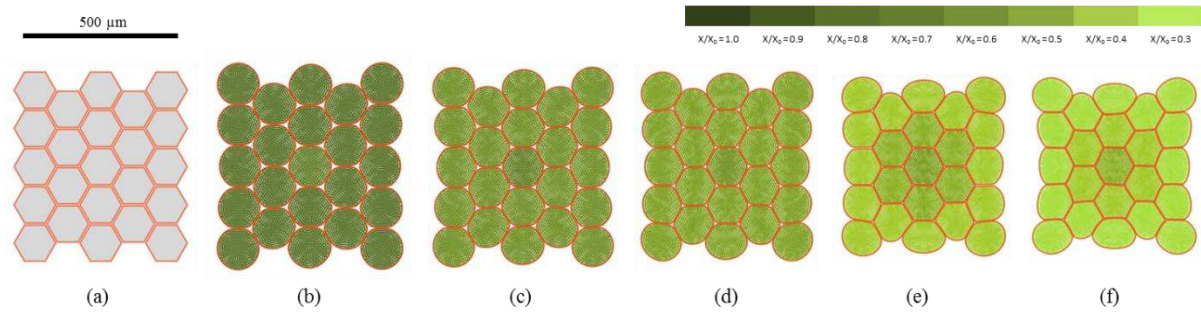 500 µm
X/X₀ = 1.0 X/X₀ = 0.9 X/X₀ = 0.8 X/X₀ = 0.7 X/X₀ = 0.6 X/X₀ = 0.5 X/X₀ = 0.4 X/X₀ = 0.3
(a) (b) (c) (d) (e) (f)